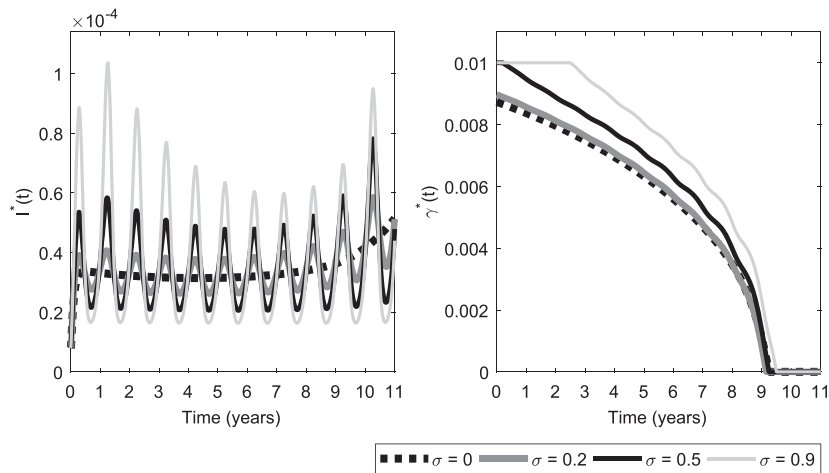 ×10⁻⁴
1
0.8
0.6
0.4
0.2
0
I*(t)
0 1 2 3 4 5 6 7 8 9 10 11
Time (years)
0.01
0.008
0.006
0.004
0.002
0
γ*(t)
0 1 2 3 4 5 6 7 8 9 10 11
Time (years)
σ = 0 σ = 0.2 σ = 0.5 σ = 0.9